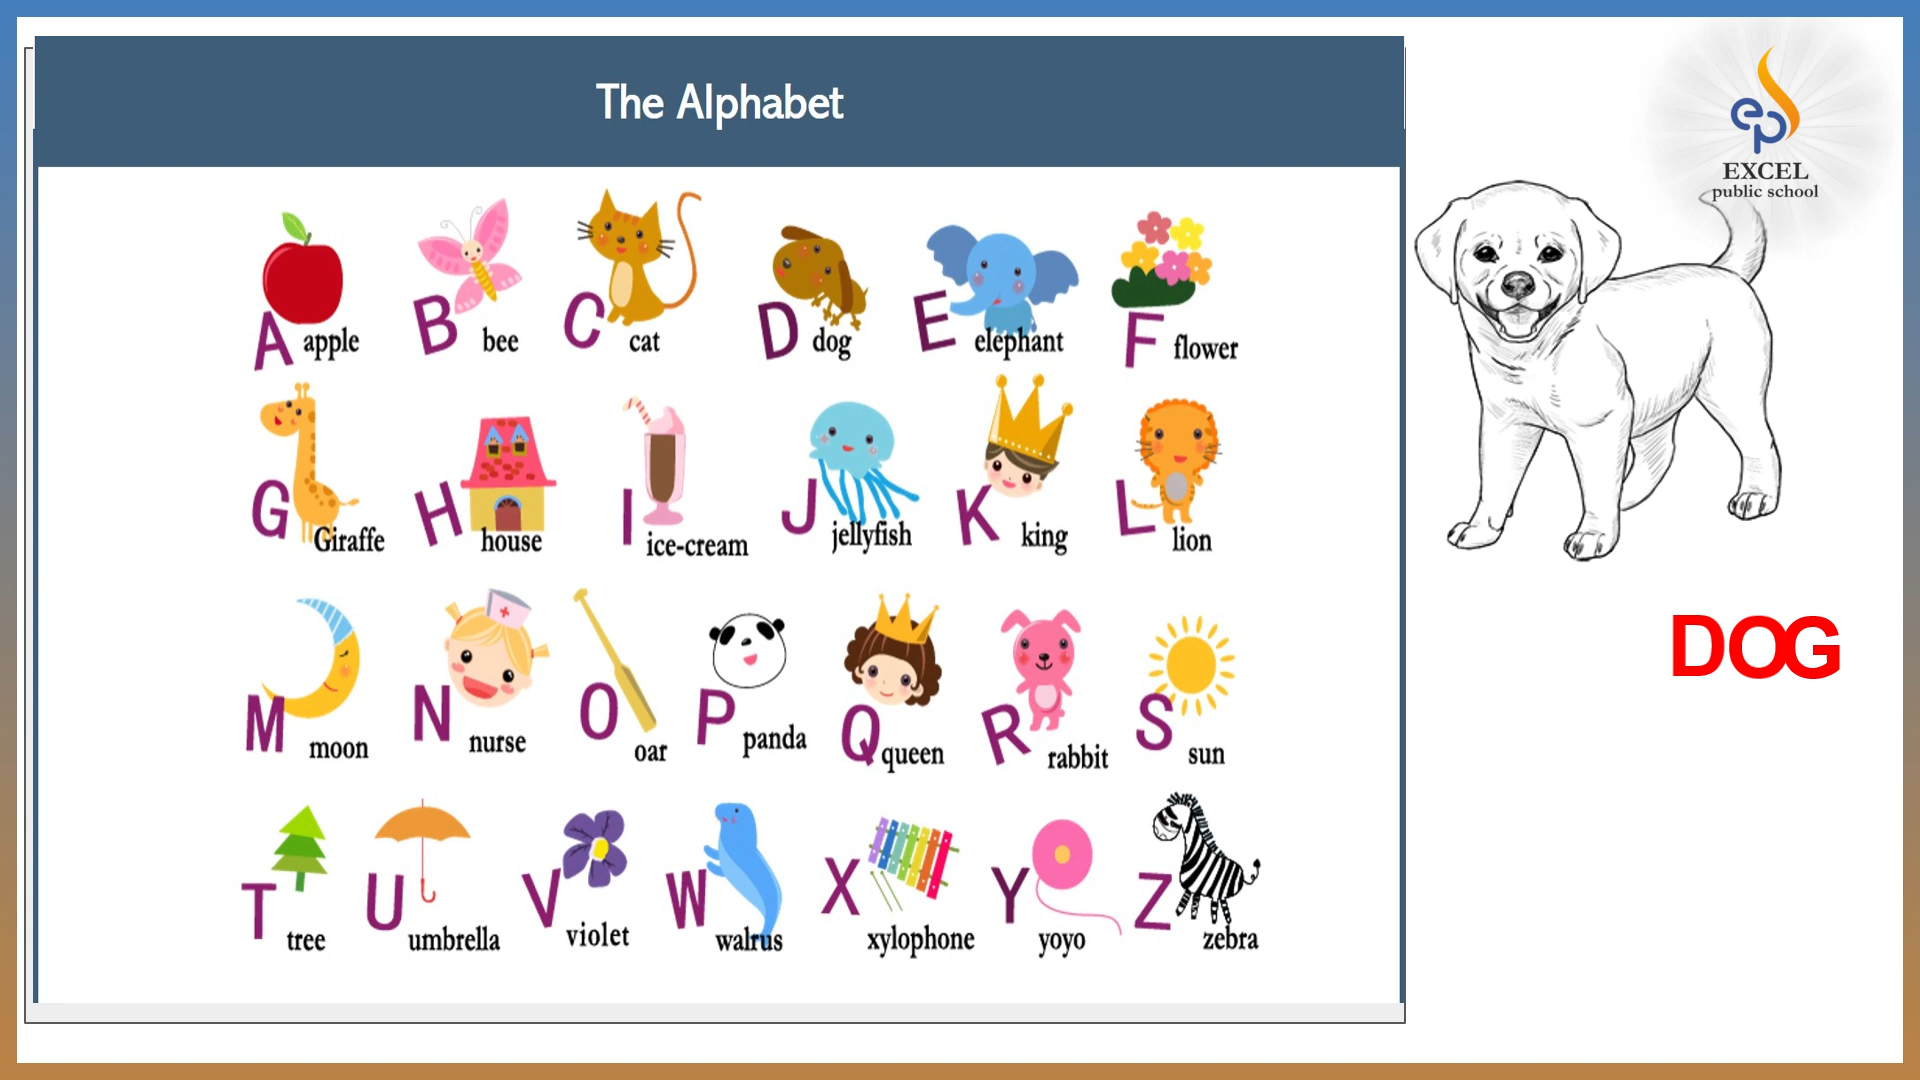 The Alphabet
A apple B bee C cat D dog E elephant F flower
G Giraffe H house I ice-cream J jellyfish K king L lion
M moon N nurse O oar P panda Q queen R rabbit S sun
T tree U umbrella V violet W walrus X xylophone Y yoyo Z zebra
ep
EXCEL
public school
DOG